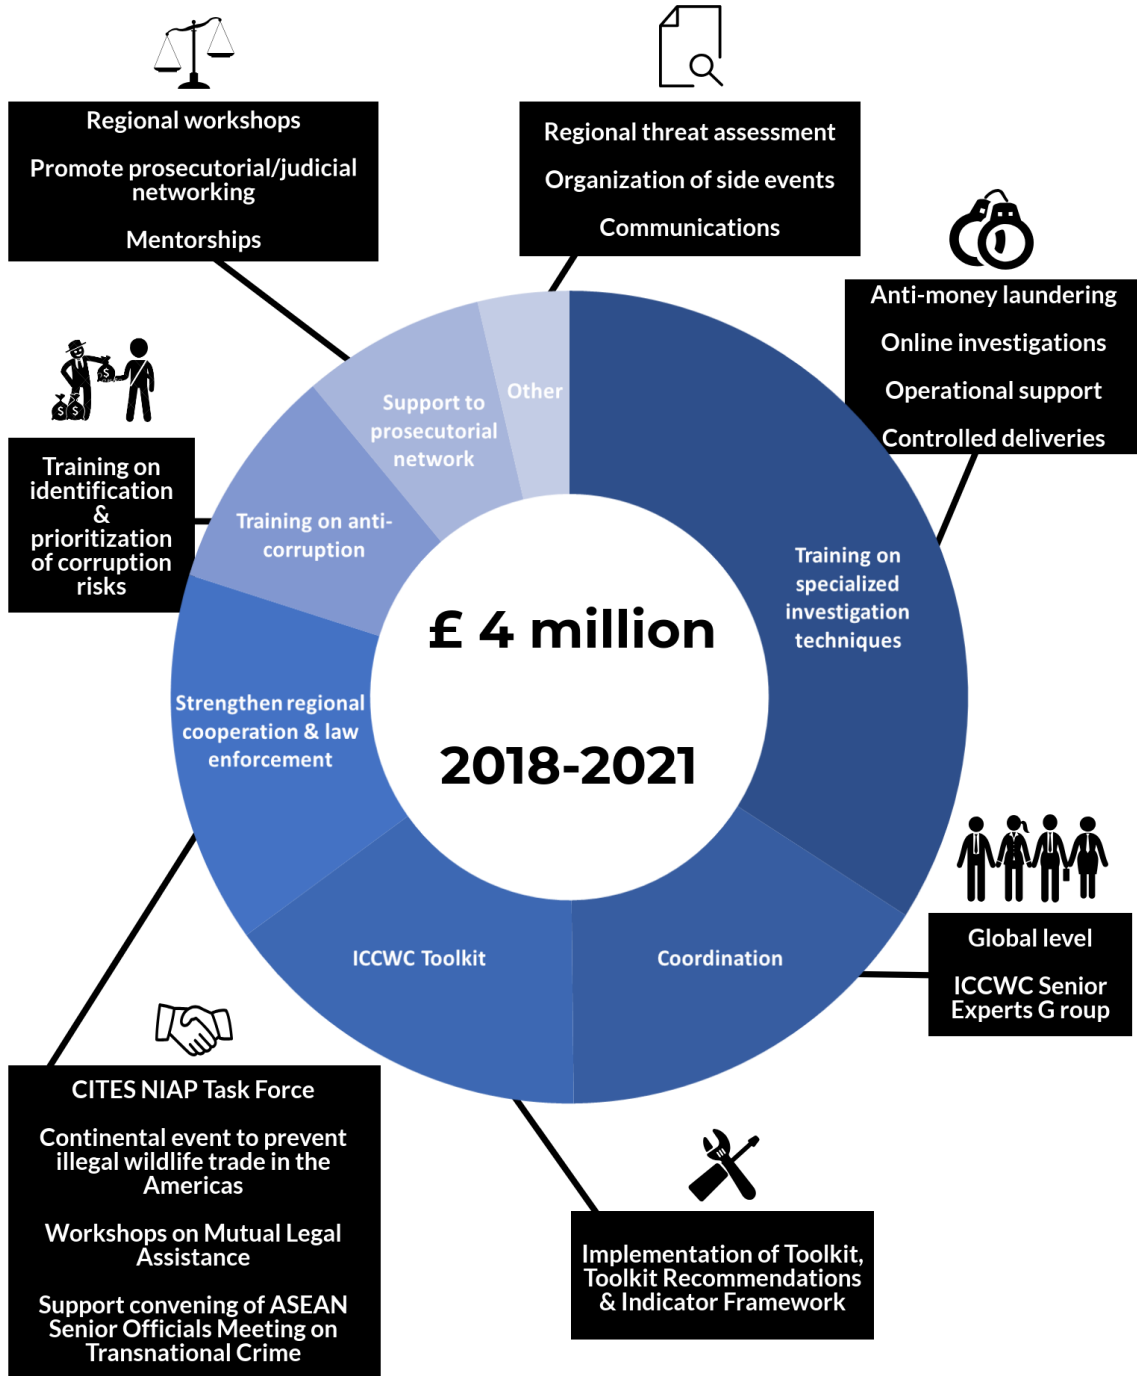 Regional workshops
Promote prosecutorial/judicial
networking
Mentorships
Regional threat assessment
Organization of side events
Communications
Anti-money laundering
Online investigations
Operational support
Controlled deliveries
Training on
identification
&
prioritization
of corruption
risks
Other
Support to
prosecutorial
network
Training on anti-
corruption
Training on
specialized
investigation
techniques
£ 4 million
2018-2021
Strengthen regional
cooperation & law
enforcement
ICCWC Toolkit
Coordination
Global level
ICCWC Senior
Experts G roup
CITES NIAP Task Force
Continental event to prevent
illegal wildlife trade in the
Americas
Workshops on Mutual Legal
Assistance
Support convening of ASEAN
Senior Officials Meeting on
Transnational Crime
Implementation of Toolkit,
Toolkit Recommendations
& Indicator Framework
$
$
$